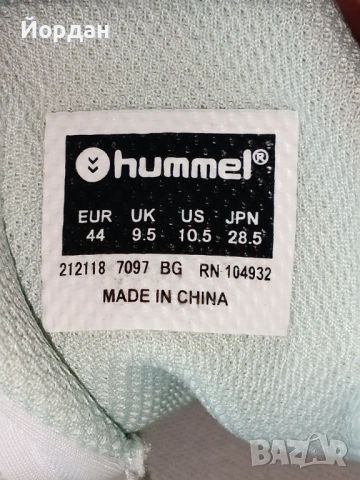 Йордан
hummel®
EUR UK US JPN
44 9.5 10.5 28.5
212118 7097 BG RN 104932
MADE IN CHINA
BAZAR